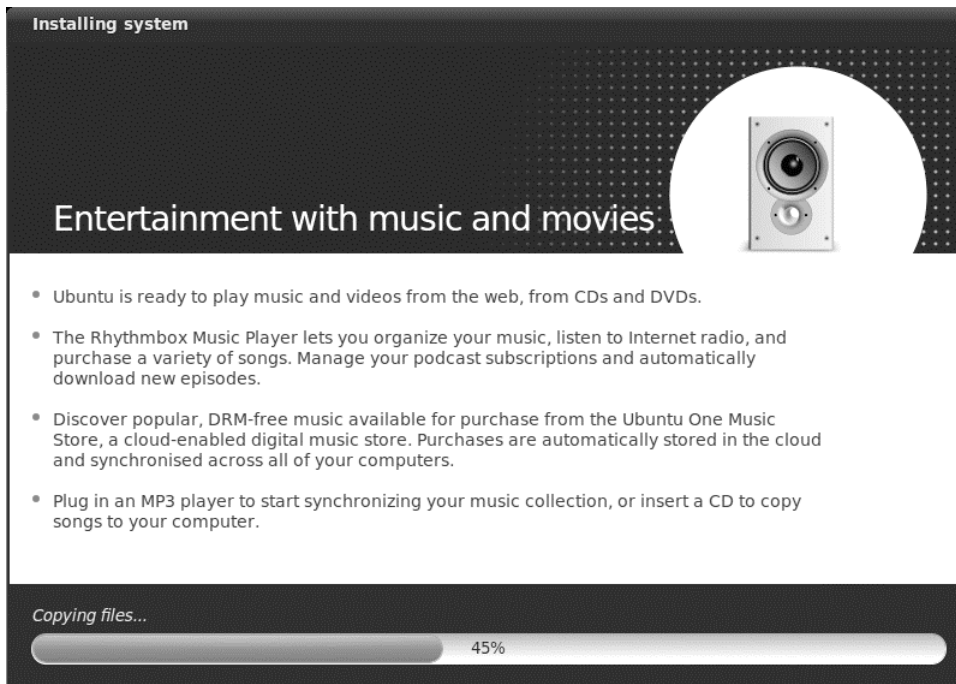 Installing system
Entertainment with music and movies
Ubuntu is ready to play music and videos from the web, from CDs and DVDs.
The Rhythmbox Music Player lets you organize your music, listen to Internet radio, and
purchase a variety of songs. Manage your podcast subscriptions and automatically
download new episodes.
Discover popular, DRM-free music available for purchase from the Ubuntu One Music
Store, a cloud-enabled digital music store. Purchases are automatically stored in the cloud
and synchronised across all of your computers.
Plug in an MP3 player to start synchronizing your music collection, or insert a CD to copy
songs to your computer.
Copying files...
45%